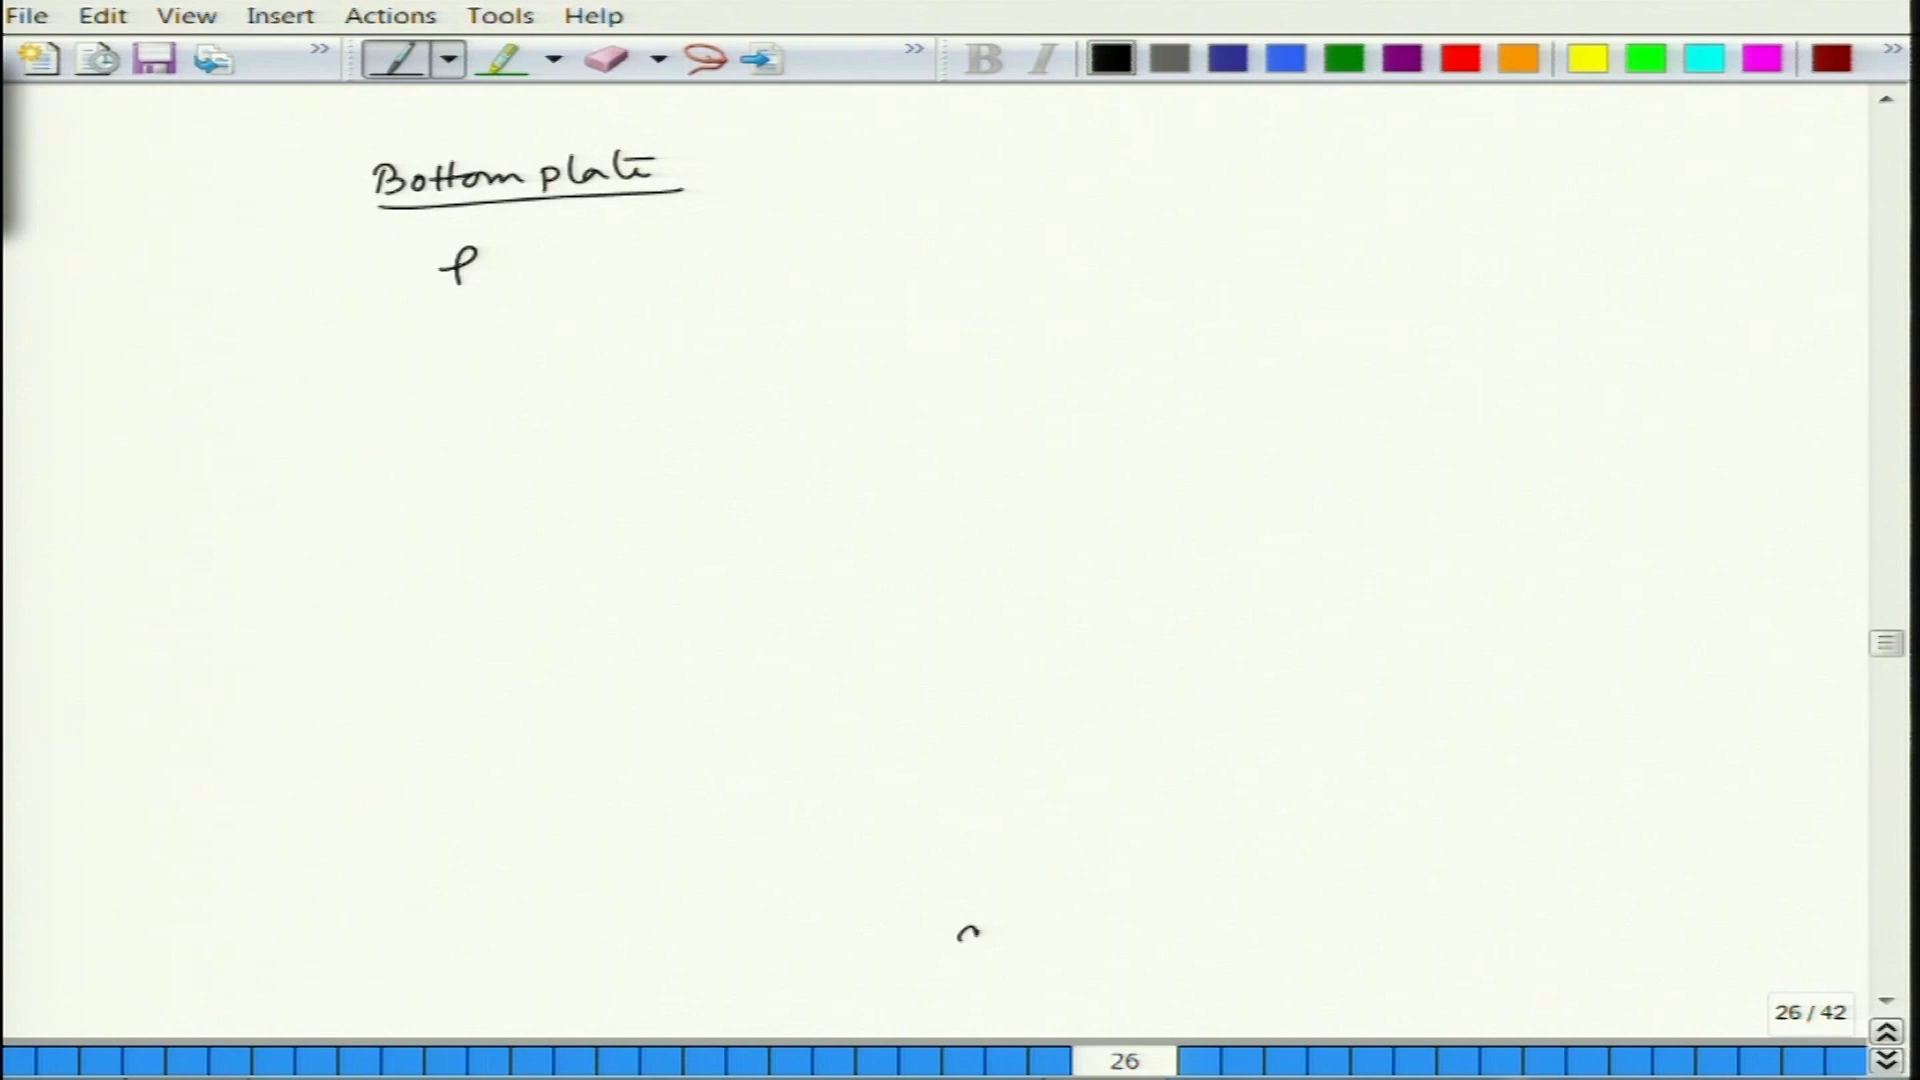 File Edit View Insert Actions Tools Help
B I
Bottom plate
26 / 42
26